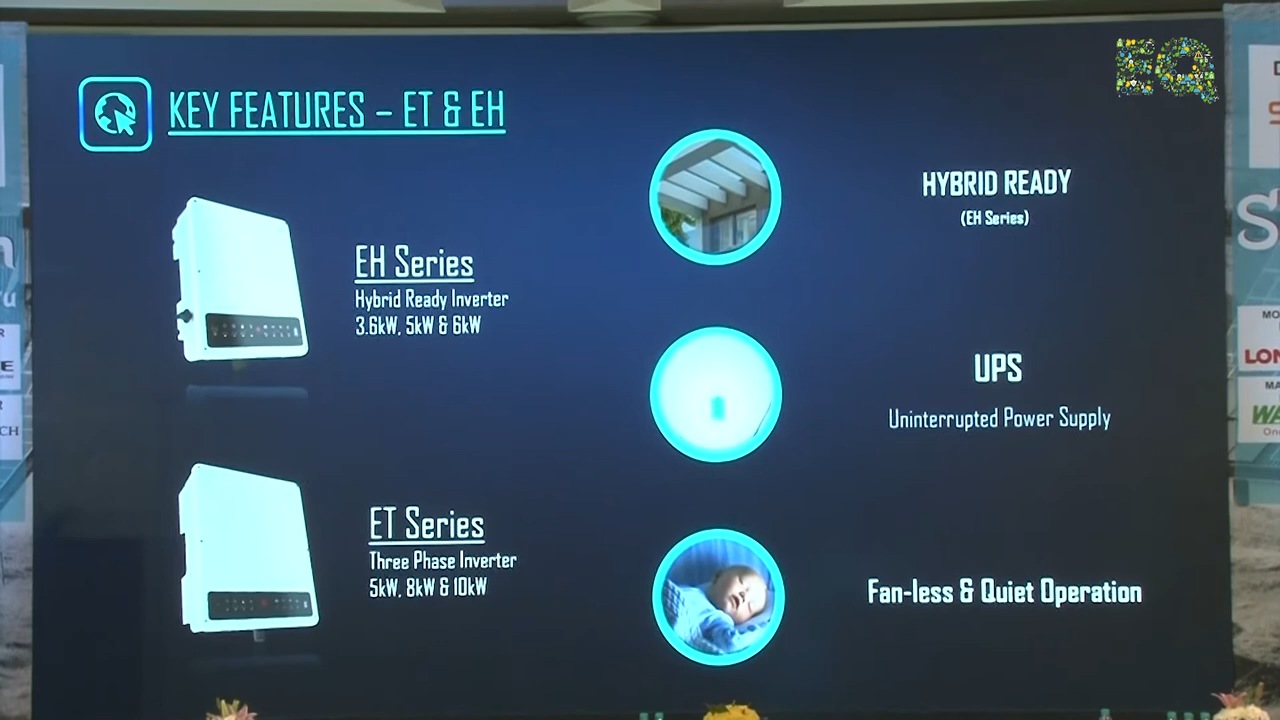 EQ
KEY FEATURES – ET & EH
EH Series
Hybrid Ready Inverter
3.6kW, 5kW & 6kW
ET Series
Three Phase Inverter
5kW, 8kW & 10kW
HYBRID READY
(EH Series)
UPS
Uninterrupted Power Supply
Fan-less & Quiet Operation